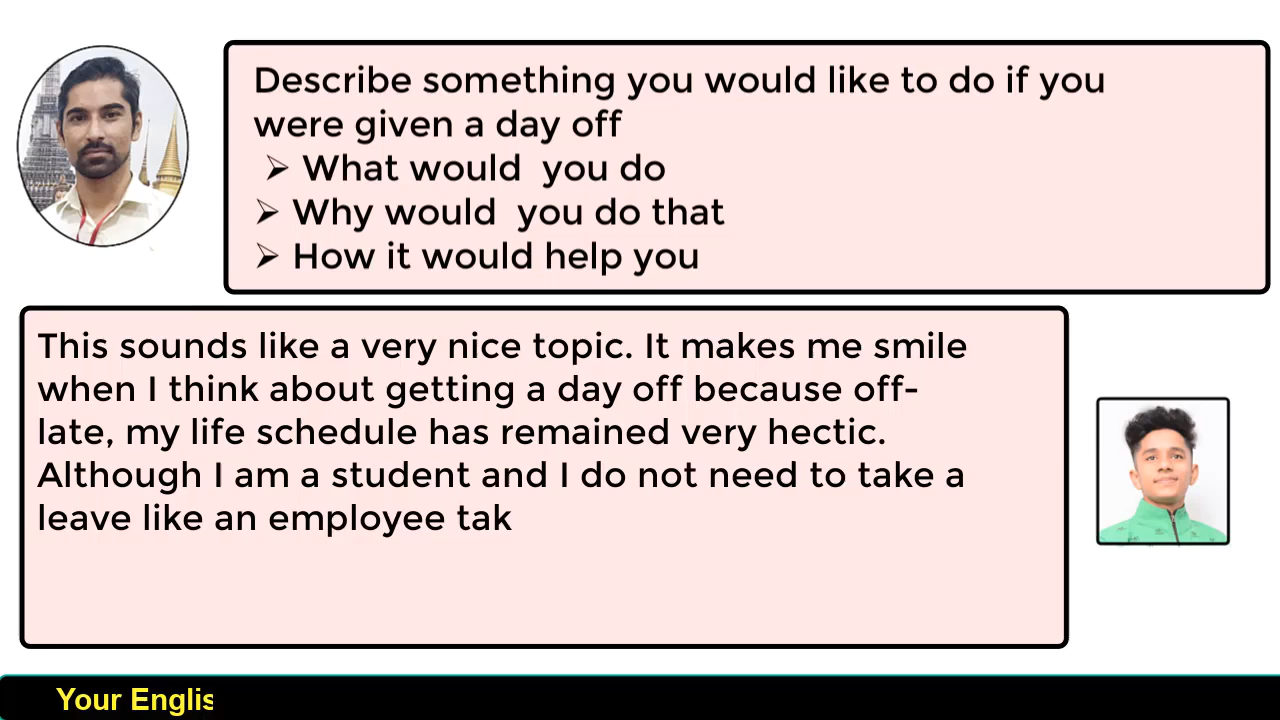 Describe something you would like to do if you
were given a day off
➢ What would you do
➢ Why would you do that
➢ How it would help you
This sounds like a very nice topic. It makes me smile
when I think about getting a day off because off-
late, my life schedule has remained very hectic.
Although I am a student and I do not need to take a
leave like an employee tak
Your Englis